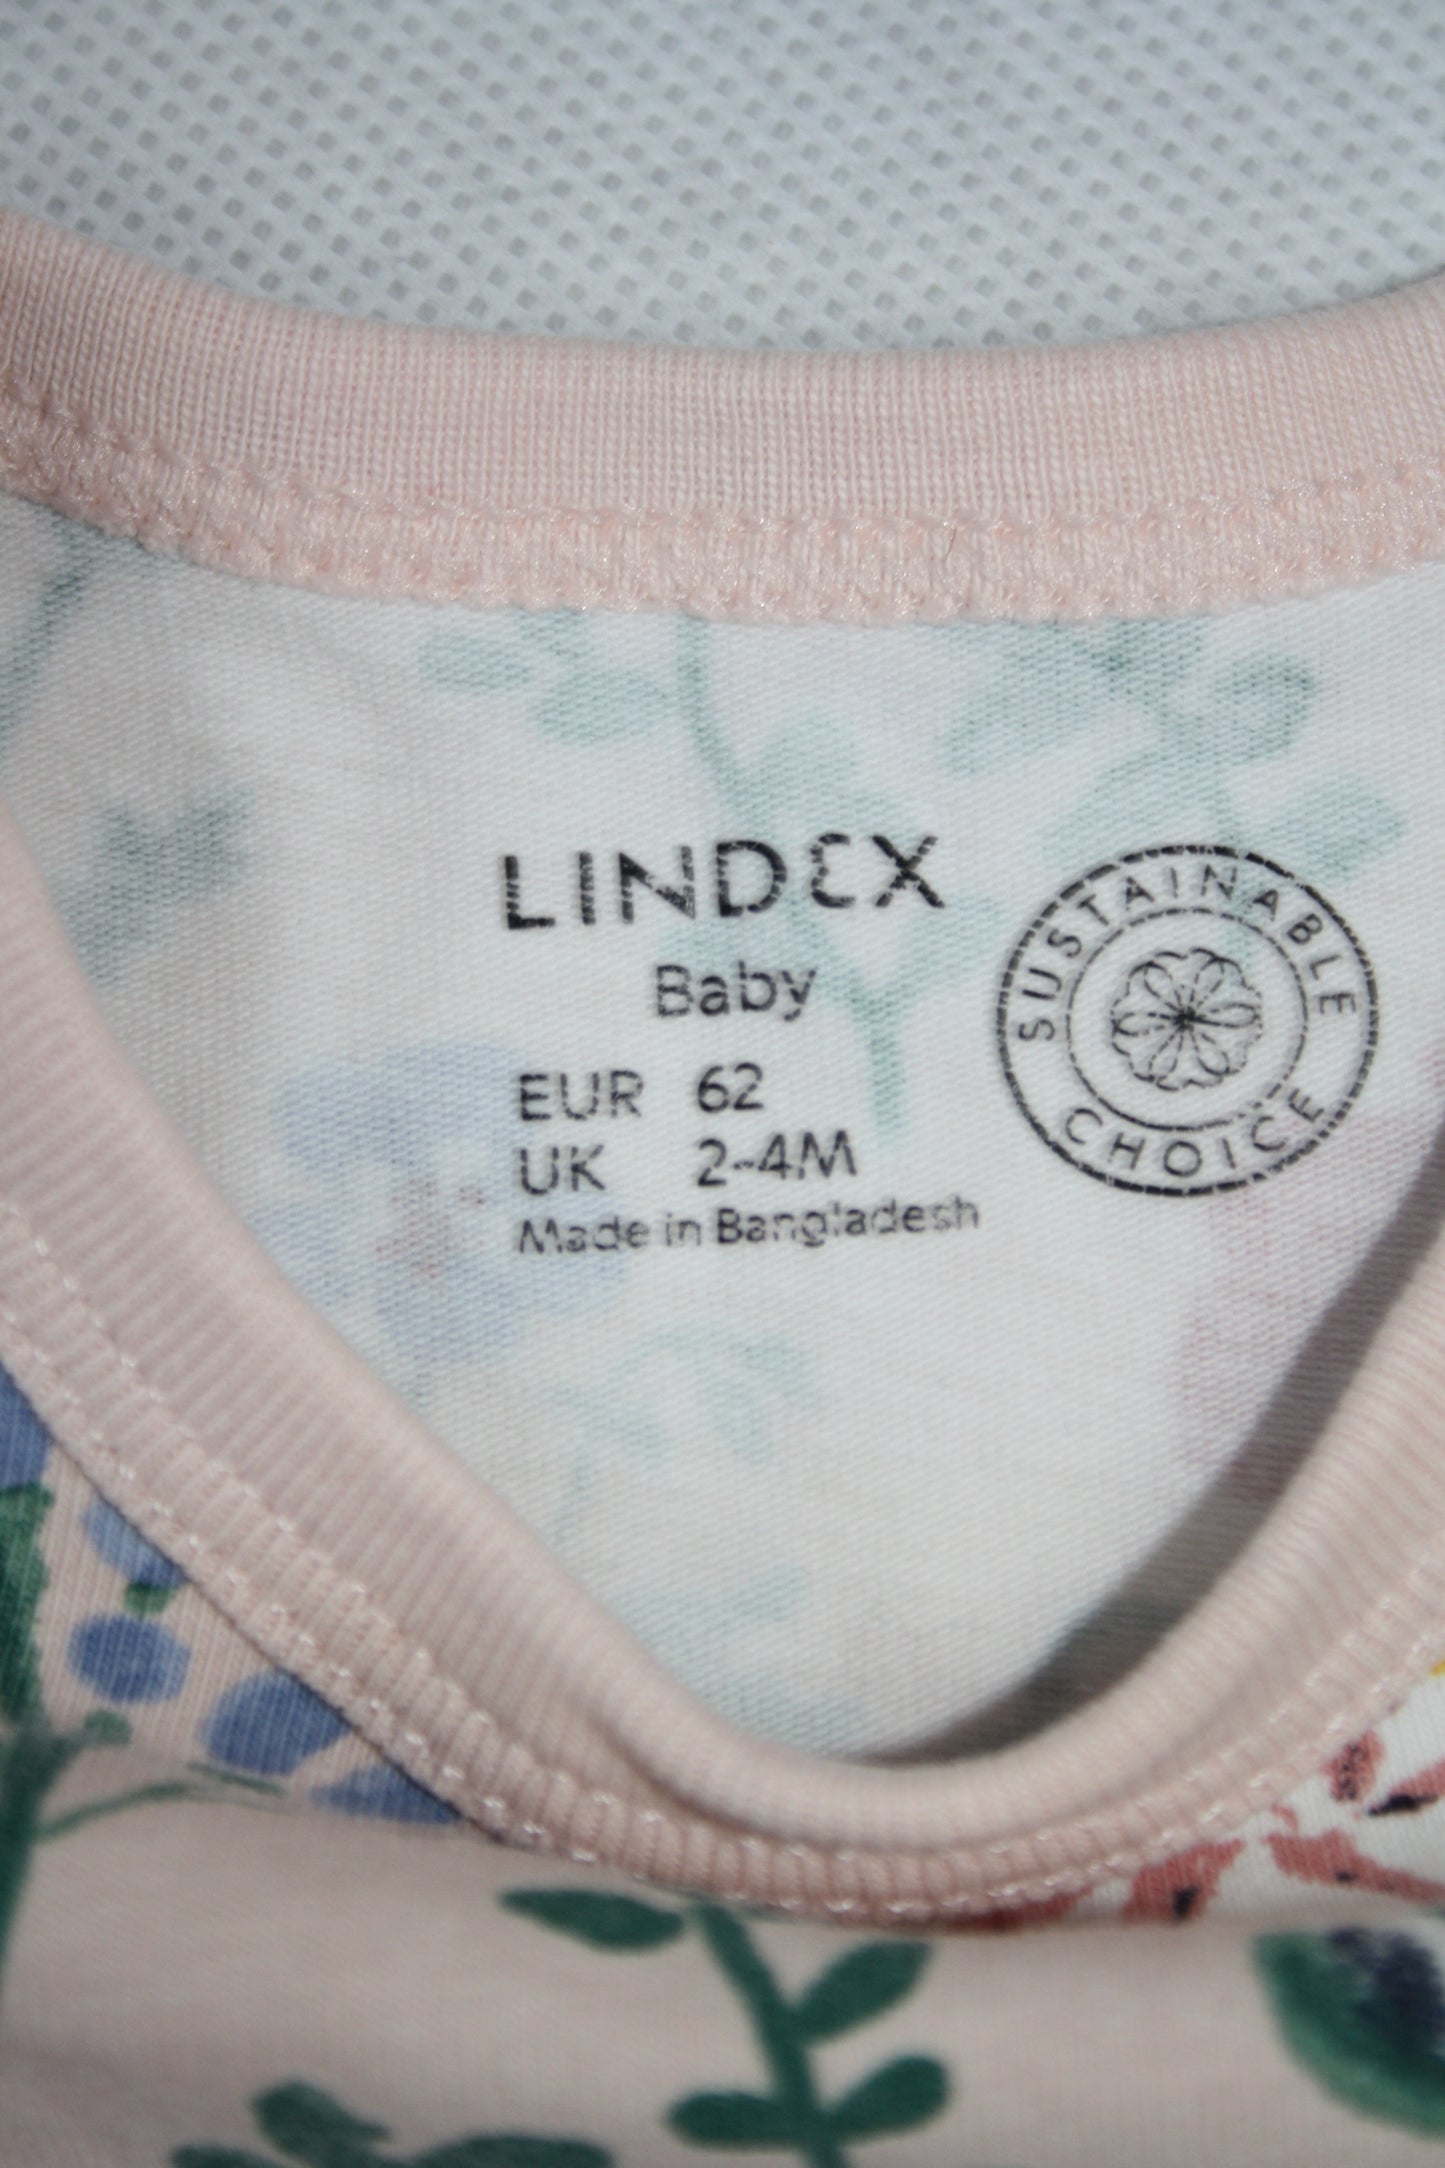 LINDEX
Baby
EUR 62
UK 2-4M
Made in Bangladesh
SUSTAINABLE
CHOICE